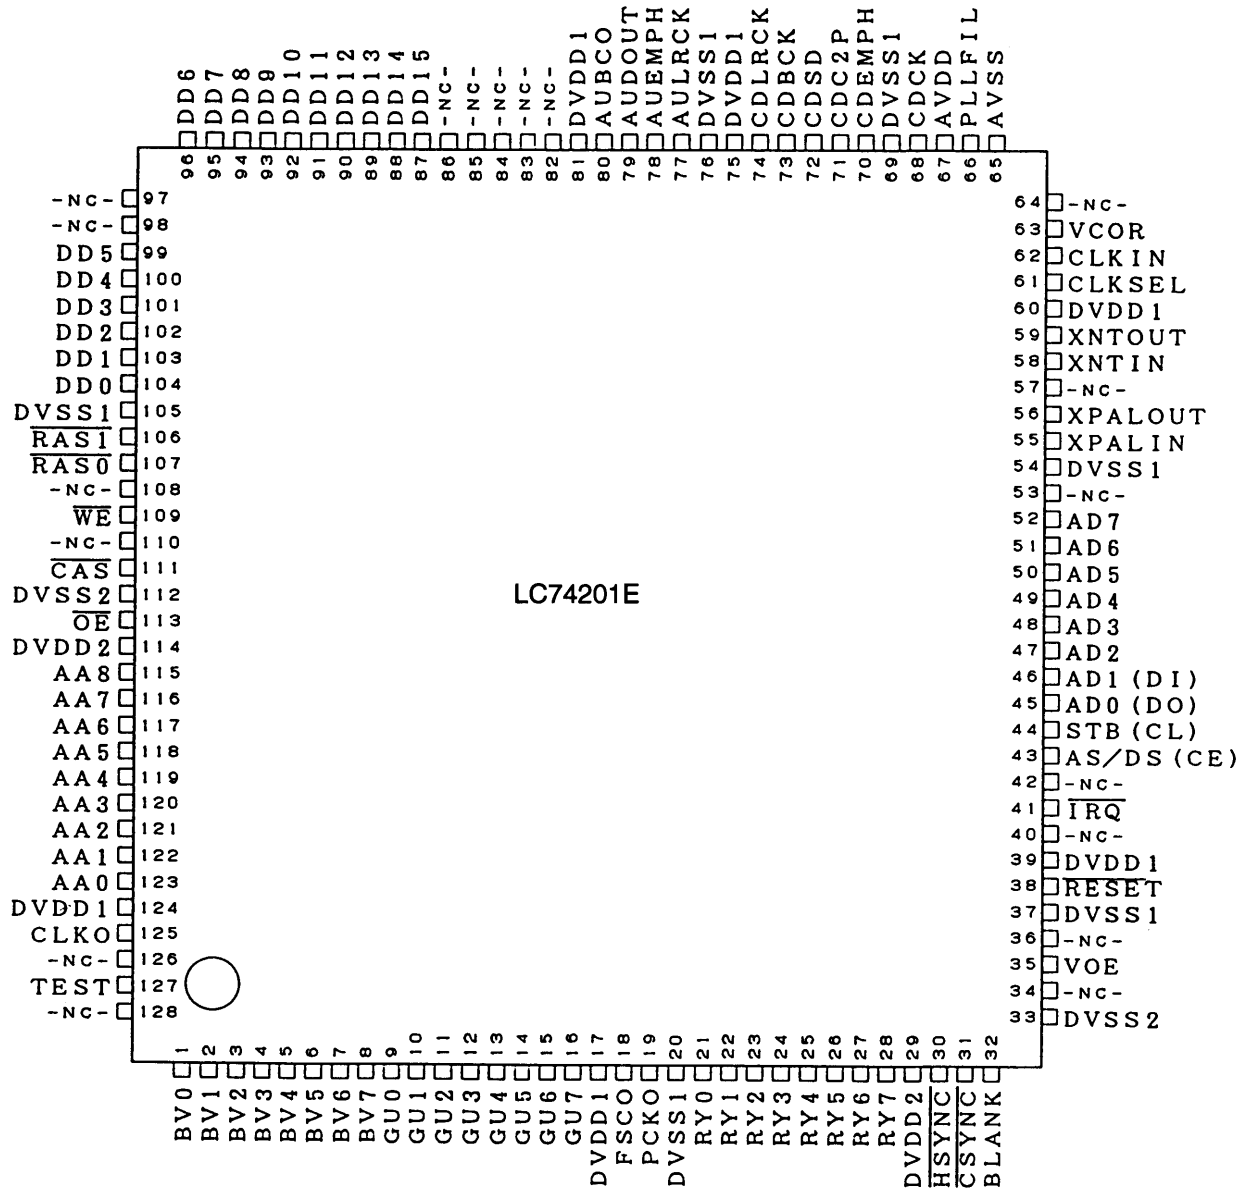 DD6
DD7
DD8
DD9
DD10
DD11
DD12
DD13
DD14
DD15
-NC-
-NC-
-NC-
-NC-
-NC-
DVDD1
AUBCO
AUDOUT
AUEMPH
AULRCK
DVSS1
DVDD1
CDLRCK
CDBCK
CDSD
CDC2P
CDEMPH
DVSS1
CDCK
AVDD
PLLFIL
AVSS
96
95
94
93
92
91
90
89
88
87
86
85
84
83
82
81
80
79
78
77
76
75
74
73
72
71
70
69
68
67
66
65
-NC- 97
-NC- 98
DD5 99
DD4 100
DD3 101
DD2 102
DD1 103
DD0 104
DVSS1 105
RAS1 106
RAS0 107
-NC- 108
WE 109
-NC- 110
CAS 111
DVSS2 112
OE 113
DVDD2 114
AA8 115
AA7 116
AA6 117
AA5 118
AA4 119
AA3 120
AA2 121
AA1 122
AA0 123
DVDD1 124
CLKO 125
-NC- 126
TEST 127
-NC- 128
LC74201E
64 -NC-
63 VCOR
62 CLKIN
61 CLKSEL
60 DVDD1
59 XNTOUT
58 XNTIN
57 -NC-
56 XPALOUT
55 XPALIN
54 DVSS1
53 -NC-
52 AD7
51 AD6
50 AD5
49 AD4
48 AD3
47 AD2
46 AD1 (DI)
45 AD0 (DO)
44 STB (CL)
43 AS/DS (CE)
42 -NC-
41 IRQ
40 -NC-
39 DVDD1
38 RESET
37 DVSS1
36 -NC-
35 VOE
34 -NC-
33 DVSS2
1
2
3
4
5
6
7
8
9
10
11
12
13
14
15
16
17
18
19
20
21
22
23
24
25
26
27
28
29
30
31
32
BV0
BV1
BV2
BV3
BV4
BV5
BV6
BV7
GU0
GU1
GU2
GU3
GU4
GU5
GU6
GU7
DVDD1
FSCO
PCKO
DVSS1
RY0
RY1
RY2
RY3
RY4
RY5
RY6
RY7
DVDD2
HSYNC
CSYNC
BLANK